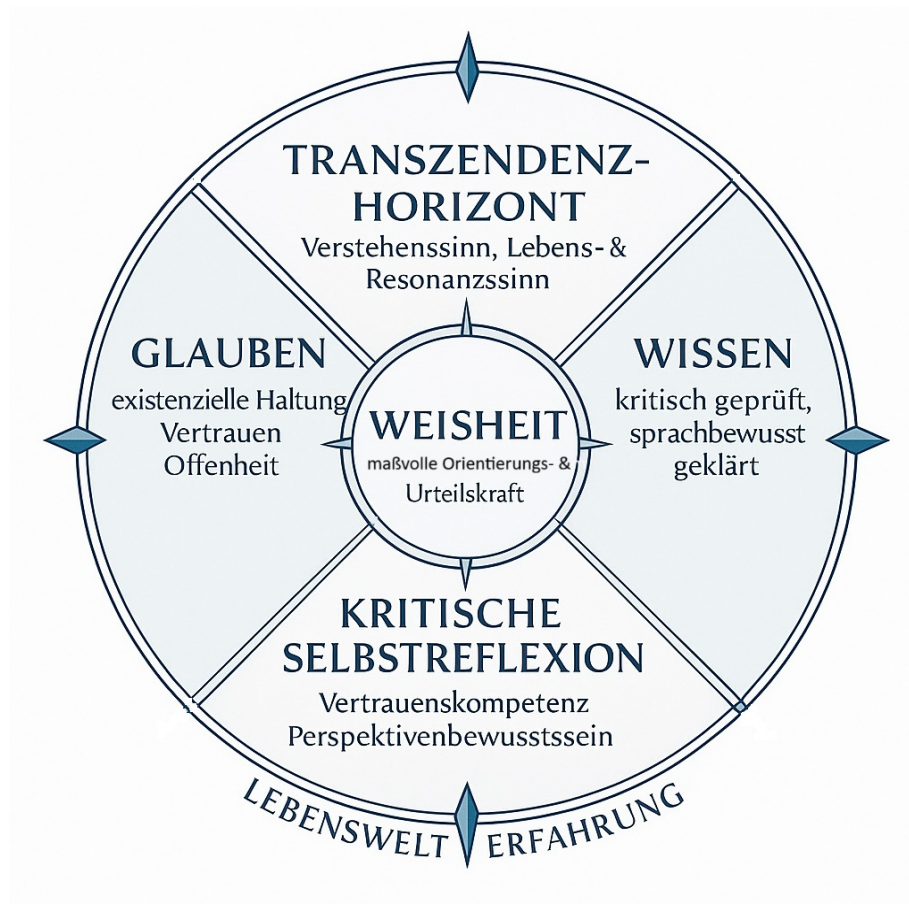 TRANSZENDENZ-
HORIZONT
Verstehenssinn, Lebens- &
Resonanzssinn
GLAUBEN
existenzielle Haltung
Vertrauen
Offenheit
WEISHEIT
maßvolle Orientierungs- &
Urteilskraft
WISSEN
kritisch geprüft,
sprachbewusst
geklärt
KRITISCHE
SELBSTREFLEXION
Vertrauenskompetenz
Perspektivenbewusstssein
LEBENSWELT ERFAHRUNG